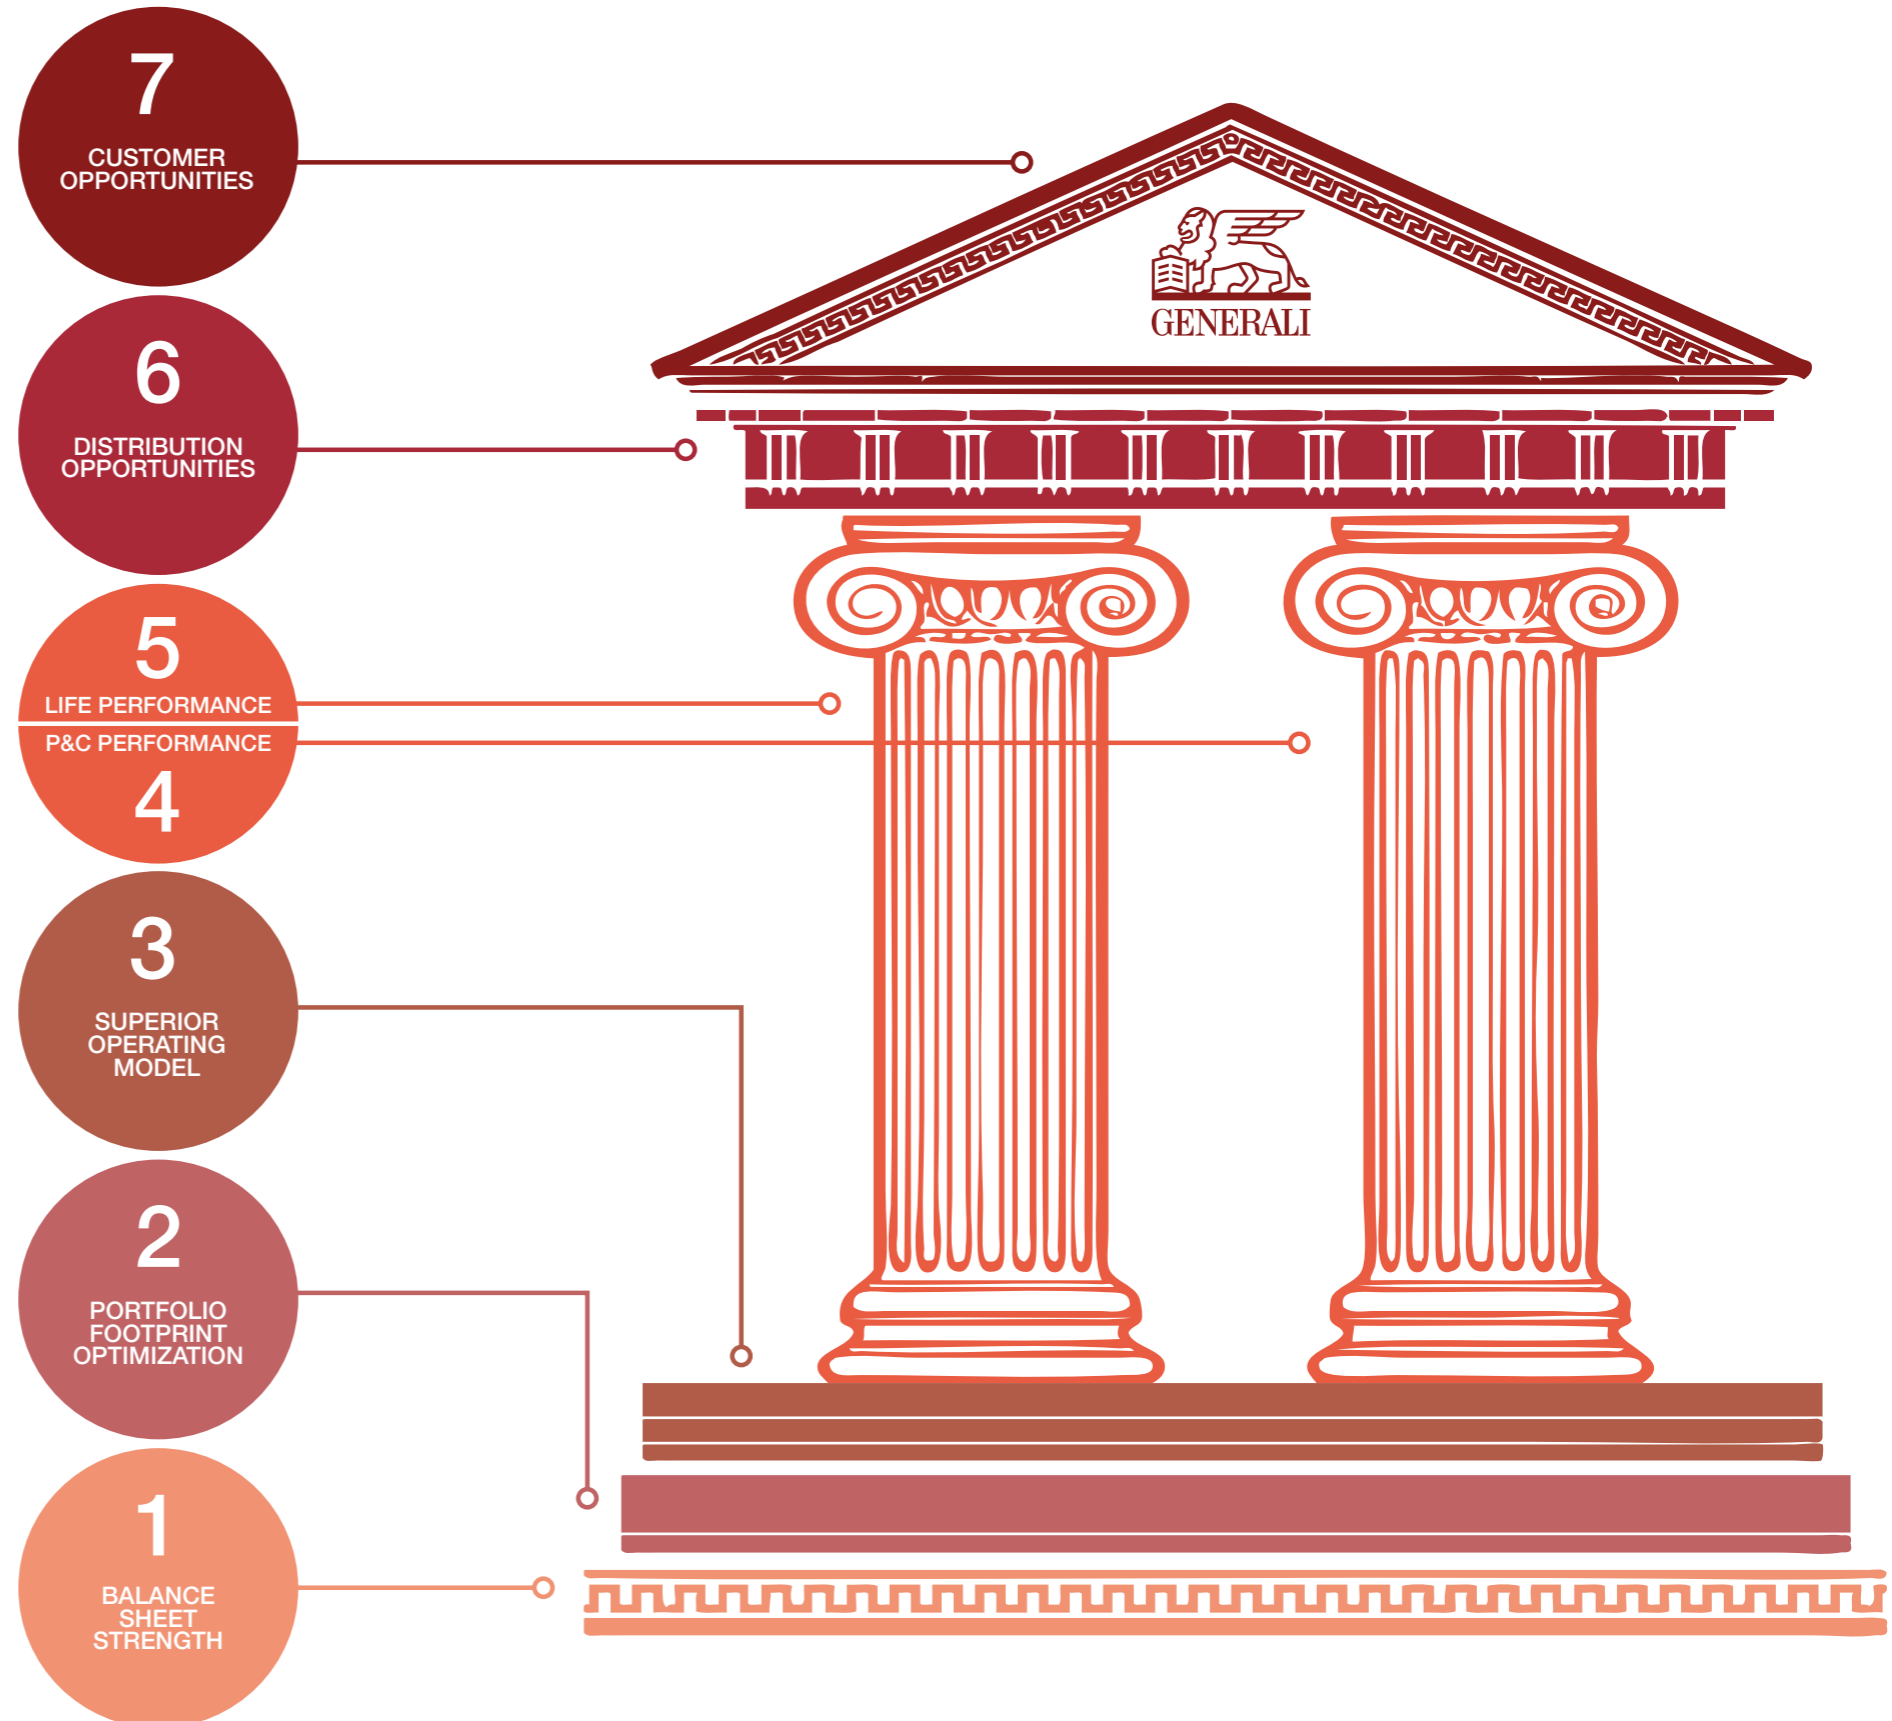 7
CUSTOMER
OPPORTUNITIES
GENERALI
6
DISTRIBUTION
OPPORTUNITIES
5
LIFE PERFORMANCE
P&C PERFORMANCE
4
3
SUPERIOR
OPERATING
MODEL
2
PORTFOLIO
FOOTPRINT
OPTIMIZATION
1
BALANCE
SHEET
STRENGTH